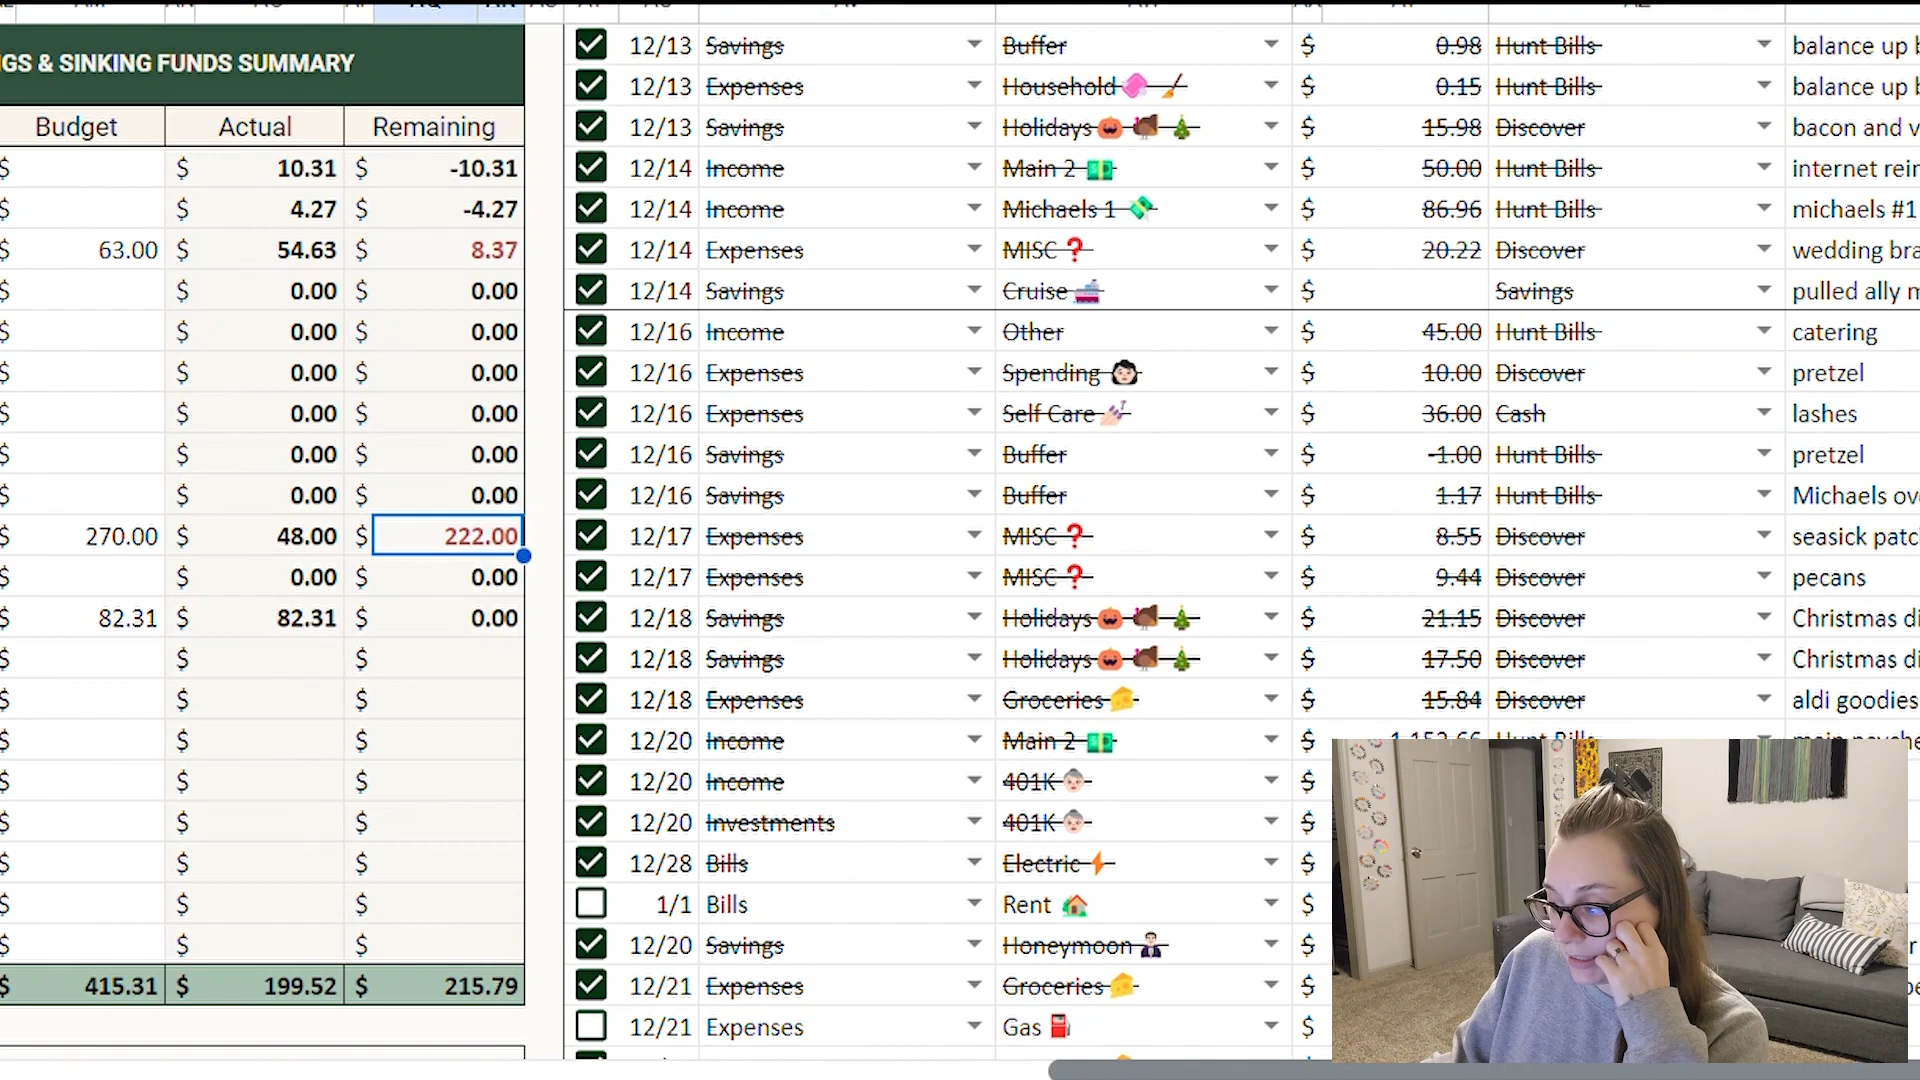 GS & SINKING FUNDS SUMMARY
Budget Actual Remaining
$ $ 10.31 $ -10.31
$ $ 4.27 $ -4.27
$ 63.00 $ 54.63 $ 8.37
$ $ 0.00 $ 0.00
$ $ 0.00 $ 0.00
$ $ 0.00 $ 0.00
$ $ 0.00 $ 0.00
$ $ 0.00 $ 0.00
$ $ 0.00 $ 0.00
$ 270.00 $ 48.00 $ 222.00
$ $ 0.00 $ 0.00
$ 82.31 $ 82.31 $ 0.00
$ $ $
$ $ $
$ $ $
$ $ $
$ $ $
$ $ $
$ $ $
$ $ $
$ 415.31 $ 199.52 $ 215.79
12/13 Savings Buffer $ 0.98 Hunt Bills balance up b
12/13 Expenses Household $ 0.15 Hunt Bills balance up b
12/13 Savings Holidays $ 15.98 Discover bacon and v
12/14 Income Main 2 $ 50.00 Hunt Bills internet rein
12/14 Income Michaels 1 $ 86.96 Hunt Bills michaels #1
12/14 Expenses MISC ❓ $ 20.22 Discover wedding bra
12/14 Savings Cruise $ Savings pulled ally m
12/16 Income Other $ 45.00 Hunt Bills catering
12/16 Expenses Spending $ 10.00 Discover pretzel
12/16 Expenses Self Care $ 36.00 Cash lashes
12/16 Savings Buffer $ -1.00 Hunt Bills pretzel
12/16 Savings Buffer $ 1.17 Hunt Bills Michaels ov
12/17 Expenses MISC ❓ $ 8.55 Discover seasick patc
12/17 Expenses MISC ❓ $ 9.44 Discover pecans
12/18 Savings Holidays $ 21.15 Discover Christmas di
12/18 Savings Holidays $ 17.50 Discover Christmas di
12/18 Expenses Groceries $ 15.84 Discover aldi goodies
12/20 Income Main 2 $
12/20 Income 401K $
12/20 Investments 401K $
12/28 Bills Electric $
1/1 Bills Rent $
12/20 Savings Honeymoon $
12/21 Expenses Groceries $
12/21 Expenses Gas $